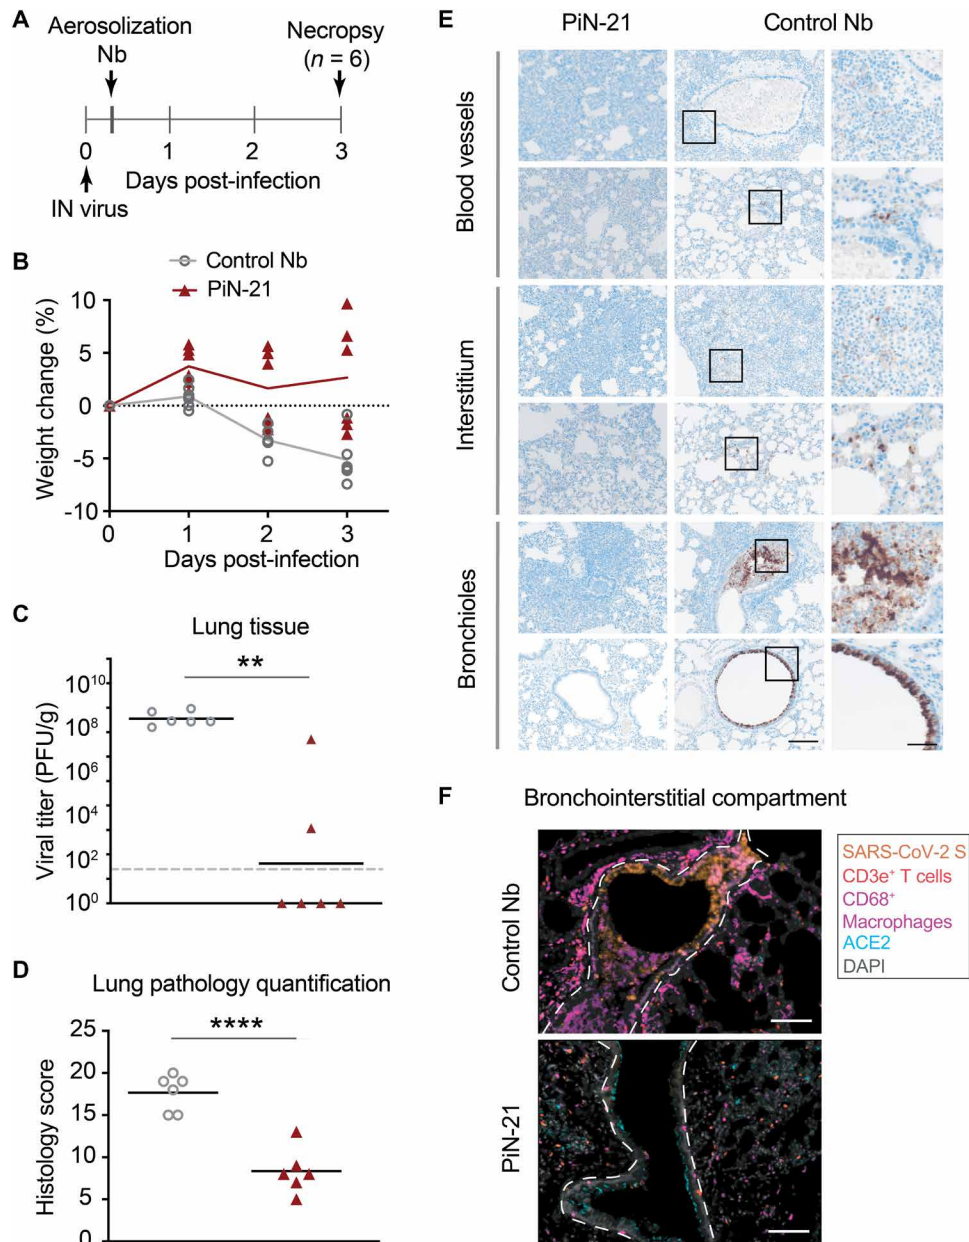 A
Aerosolization
Nb
Necropsy
(n = 6)
0 1 2 3
Days post-infection
IN virus
B
Control Nb
PiN-21
Weight change (%)
10
5
0
-5
-10
0 1 2 3
Days post-infection
C
Lung tissue
**
Viral titer (PFU/g)
10^10
10^8
10^6
10^4
10^2
10^0
D
Lung pathology quantification
****
Histology score
25
20
15
10
5
0
E
PiN-21 Control Nb
Blood vessels
Interstitium
Bronchioles
F
Bronchointerstitial compartment
Control Nb
PiN-21
SARS-CoV-2 S
CD3e⁺ T cells
CD68⁺
Macrophages
ACE2
DAPI